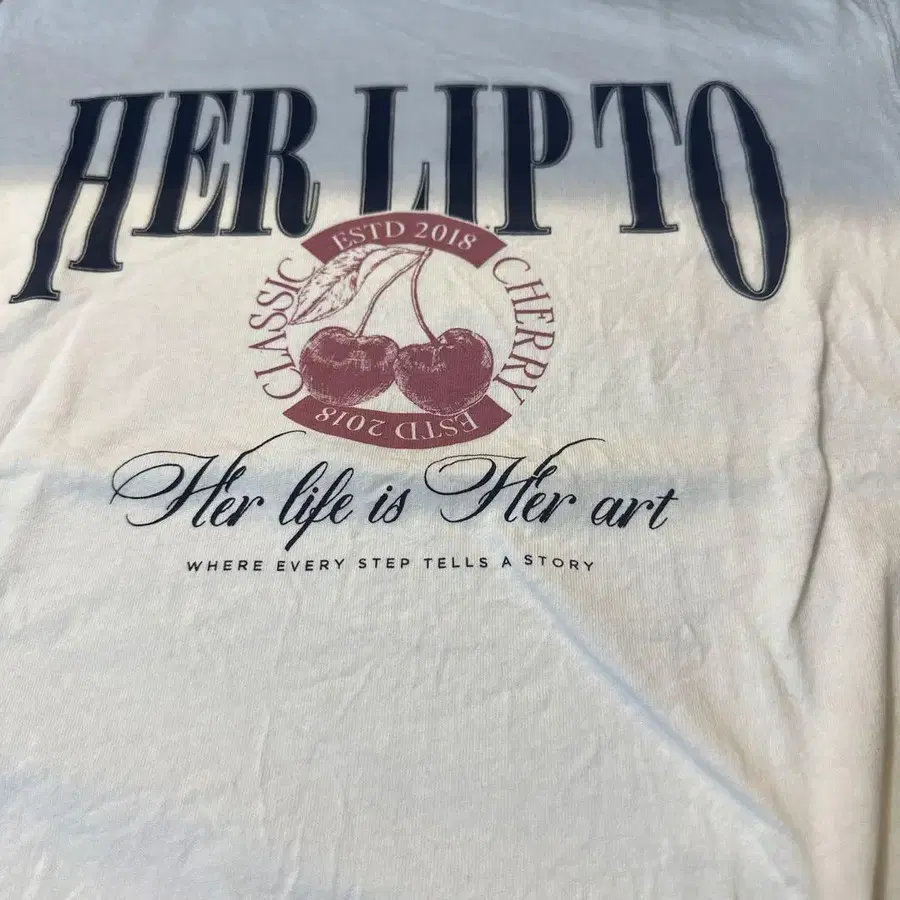 HER LIP TO
ESTD 2018
CLASSIC
CHERRY
ESTD 2018
Her life is Her art
WHERE EVERY STEP TELLS A STORY